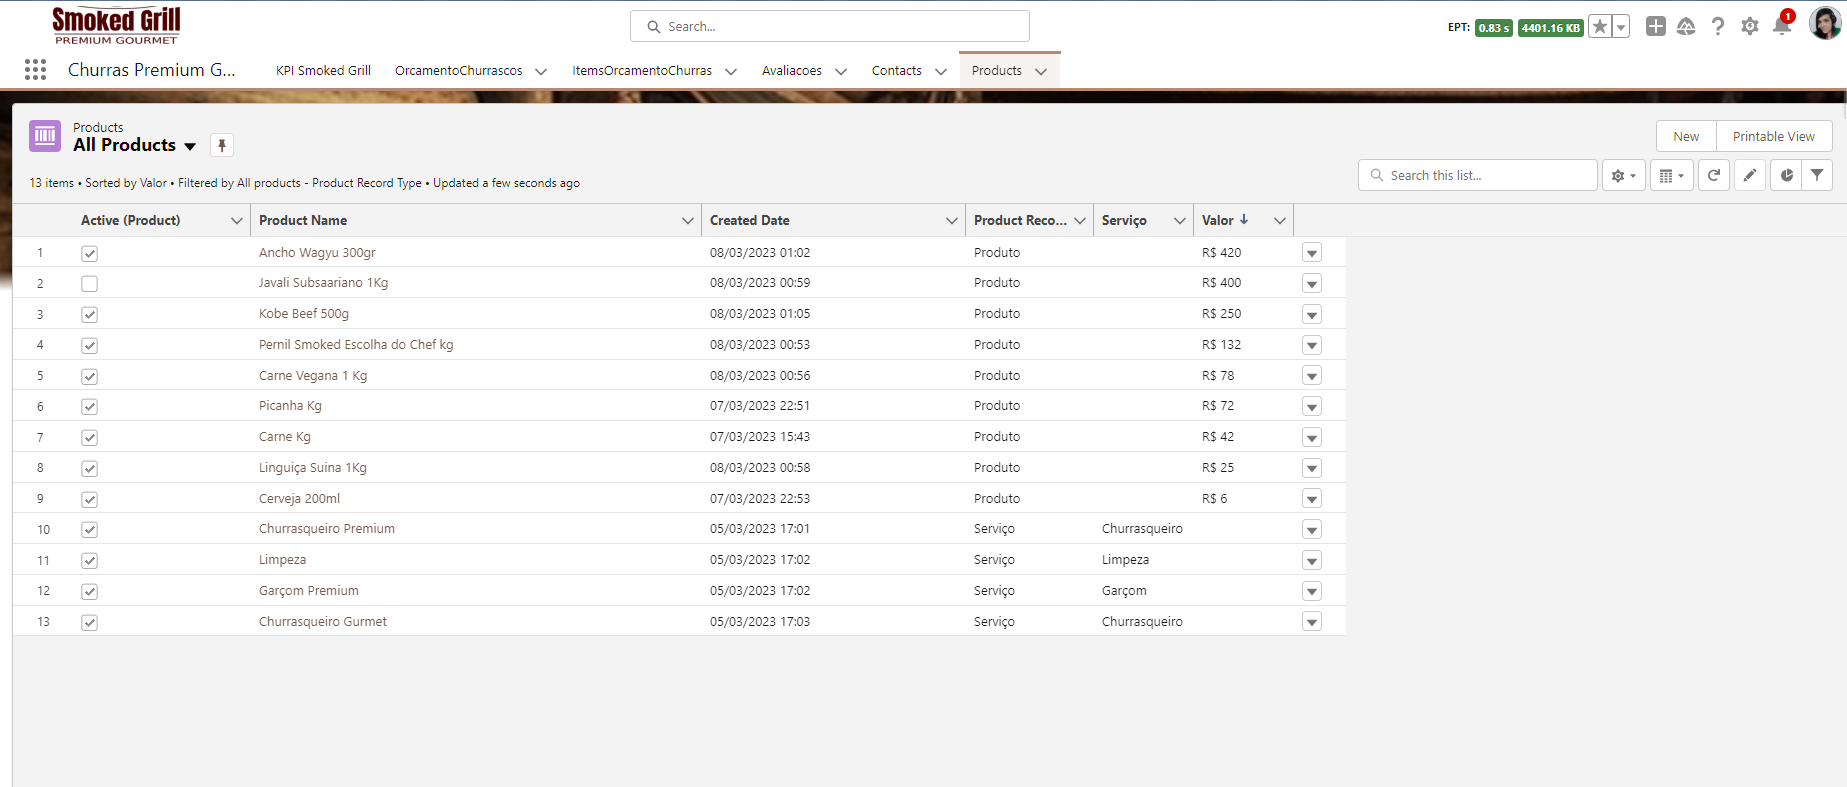 Smoked Grill
PREMIUM GOURMET
Search...
EPT: 0.83 s 4401.16 KB
1
Churras Premium G... KPI Smoked Grill OrcamentoChurrascos ItemsOrcamentoChurras Avaliacoes Contacts Products
Products
All Products
New Printable View
13 items • Sorted by Valor • Filtered by All products - Product Record Type • Updated a few seconds ago
Search this list...
Active (Product) Product Name Created Date Product Reco... Serviço Valor
1 Ancho Wagyu 300gr 08/03/2023 01:02 Produto R$ 420
2 Javali Subsaariano 1Kg 08/03/2023 00:59 Produto R$ 400
3 Kobe Beef 500g 08/03/2023 01:05 Produto R$ 250
4 Pernil Smoked Escolha do Chef kg 08/03/2023 00:53 Produto R$ 132
5 Carne Vegana 1 Kg 08/03/2023 00:56 Produto R$ 78
6 Picanha Kg 07/03/2023 22:51 Produto R$ 72
7 Carne Kg 07/03/2023 15:43 Produto R$ 42
8 Linguiça Suina 1Kg 08/03/2023 00:58 Produto R$ 25
9 Cerveja 200ml 07/03/2023 22:53 Produto R$ 6
10 Churrasqueiro Premium 05/03/2023 17:01 Serviço Churrasqueiro
11 Limpeza 05/03/2023 17:02 Serviço Limpeza
12 Garçom Premium 05/03/2023 17:02 Serviço Garçom
13 Churrasqueiro Gurmet 05/03/2023 17:03 Serviço Churrasqueiro